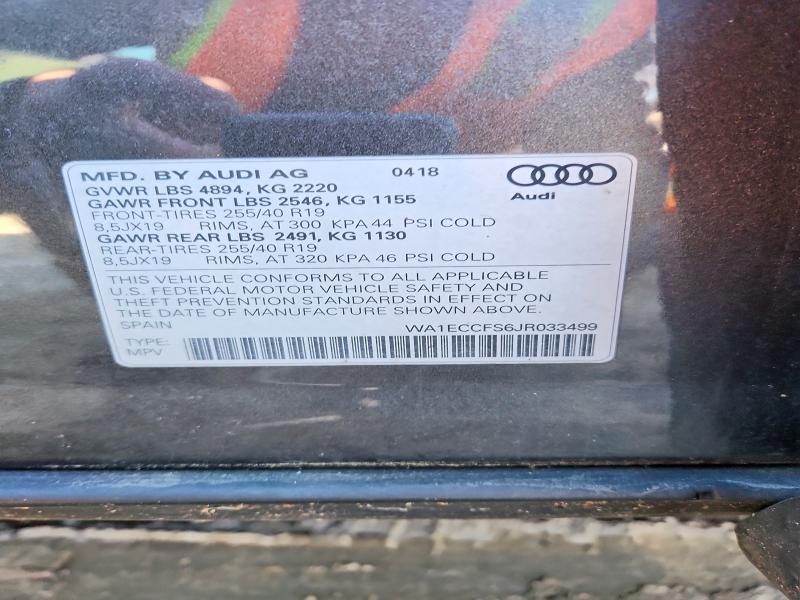 MFD. BY AUDI AG 0418
GVWR LBS 4894, KG 2220
GAWR FRONT LBS 2546, KG 1155
FRONT-TIRES 255/40 R19
8,5JX19 RIMS, AT 300 KPA 44 PSI COLD
GAWR REAR LBS 2491, KG 1130
REAR-TIRES 255/40 R19
8,5JX19 RIMS, AT 320 KPA 46 PSI COLD
Audi
THIS VEHICLE CONFORMS TO ALL APPLICABLE
U.S. FEDERAL MOTOR VEHICLE SAFETY AND
THEFT PREVENTION STANDARDS IN EFFECT ON
THE DATE OF MANUFACTURE SHOWN ABOVE.
SPAIN WA1ECCFS6JR033499
TYPE:
MPV